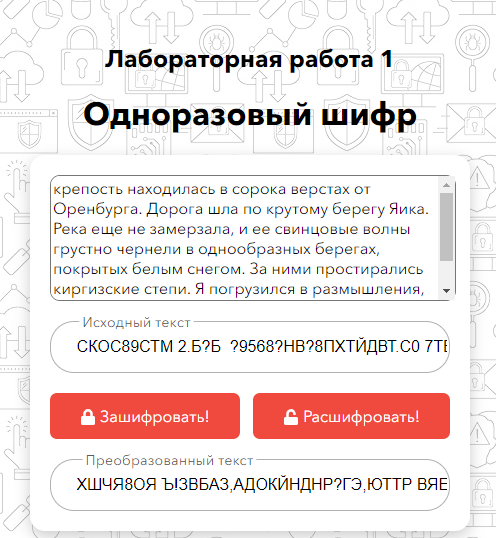 Лабораторная работа 1
Одноразовый шифр
крепость находилась в сорока верстах от
Оренбурга. Дорога шла по крутому берегу Яика.
Река еще не замерзала, и ее свинцовые волны
грустно чернели в однообразных берегах,
покрытых белым снегом. За ними простирались
киргизские степи. Я погрузился в размышления,
Исходный текст
СКОС89СТМ 2.Б?Б ?9568?НВ?8ПХТЙДВТ.С0 7ТЕ
Зашифровать! Расшифровать!
Преобразованный текст
ХШЧЯ8ОЯ Ъ!ЗВБАЗ,АДОКЙНДНР?ГЭ,ЮТТР ВЯЕ